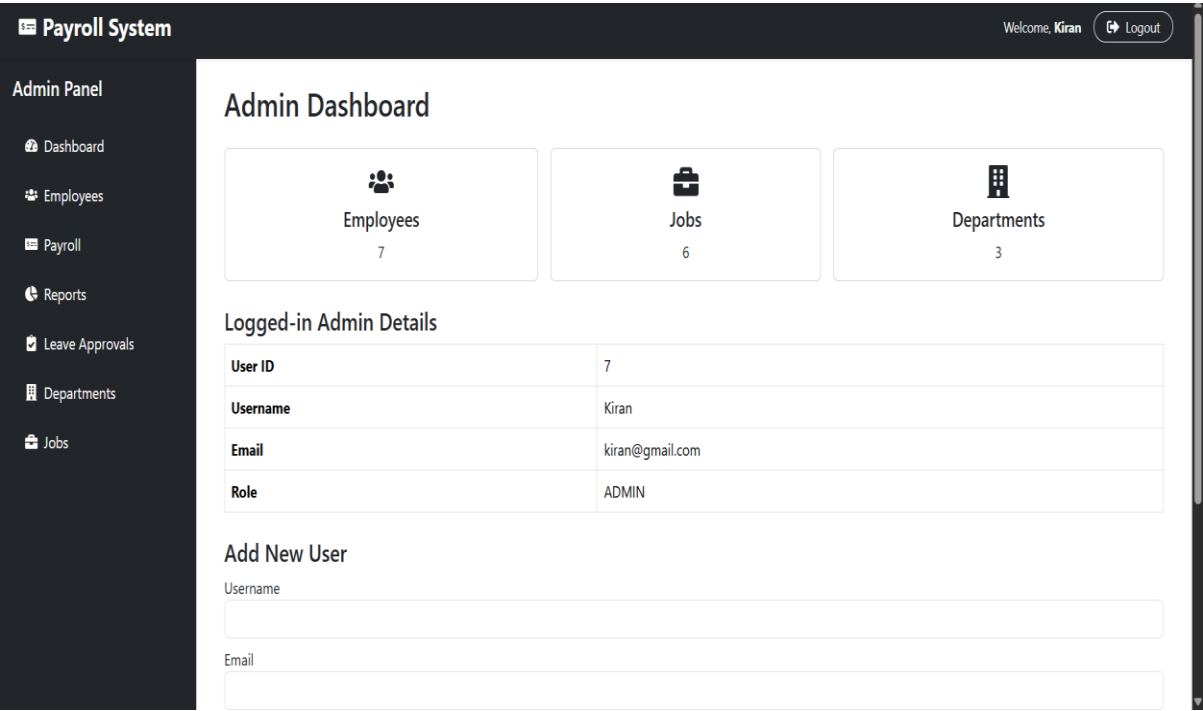 Payroll System
Welcome, Kiran Logout
Admin Panel
Dashboard
Employees
Payroll
Reports
Leave Approvals
Departments
Jobs
Admin Dashboard
Employees
7
Jobs
6
Departments
3
Logged-in Admin Details
User ID 7
Username Kiran
Email kiran@gmail.com
Role ADMIN
Add New User
Username
Email